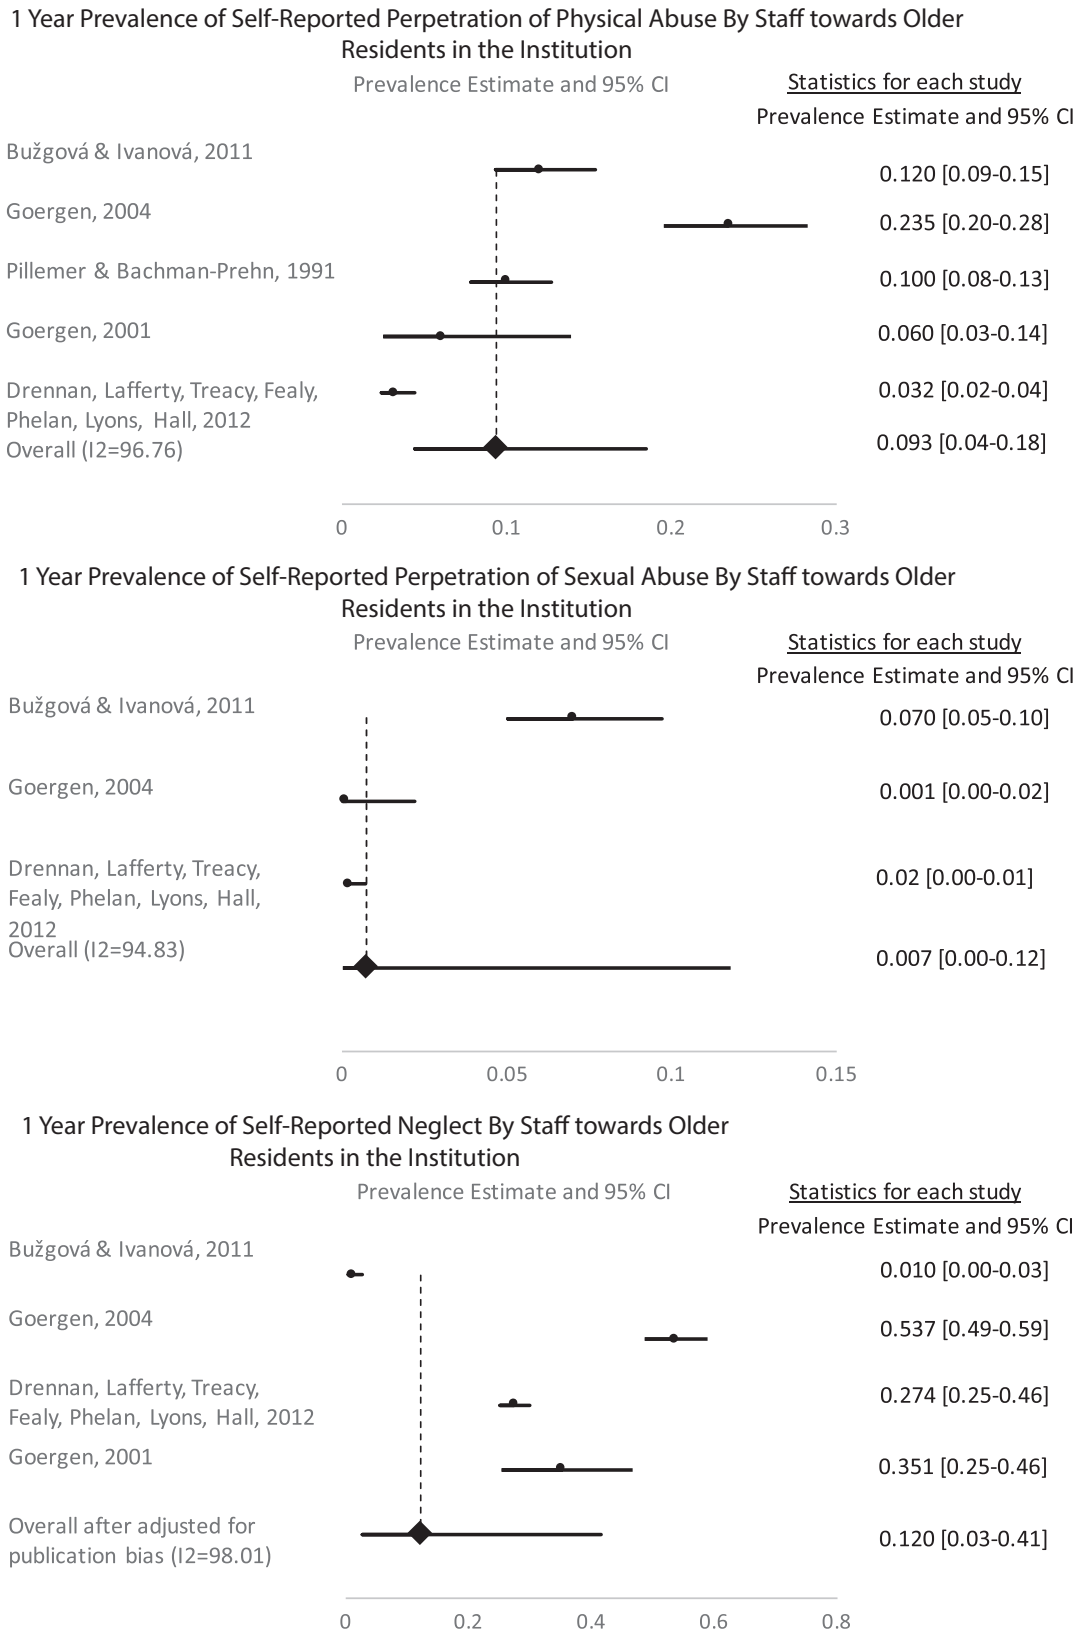 1 Year Prevalence of Self-Reported Perpetration of Physical Abuse By Staff towards Older
Residents in the Institution
Prevalence Estimate and 95% CI
Statistics for each study
Prevalence Estimate and 95% CI
Bužgová & Ivanová, 2011
0.120 [0.09-0.15]
Goergen, 2004
0.235 [0.20-0.28]
Pillemer & Bachman-Prehn, 1991
0.100 [0.08-0.13]
Goergen, 2001
0.060 [0.03-0.14]
Drennan, Lafferty, Treacy, Fealy,
Phelan, Lyons, Hall, 2012
0.032 [0.02-0.04]
Overall (I2=96.76)
0.093 [0.04-0.18]
0 0.1 0.2 0.3
1 Year Prevalence of Self-Reported Perpetration of Sexual Abuse By Staff towards Older
Residents in the Institution
Prevalence Estimate and 95% CI
Statistics for each study
Prevalence Estimate and 95% CI
Bužgová & Ivanová, 2011
0.070 [0.05-0.10]
Goergen, 2004
0.001 [0.00-0.02]
Drennan, Lafferty, Treacy,
Fealy, Phelan, Lyons, Hall,
2012
0.02 [0.00-0.01]
Overall (I2=94.83)
0.007 [0.00-0.12]
0 0.05 0.1 0.15
1 Year Prevalence of Self-Reported Neglect By Staff towards Older
Residents in the Institution
Prevalence Estimate and 95% CI
Statistics for each study
Prevalence Estimate and 95% CI
Bužgová & Ivanová, 2011
0.010 [0.00-0.03]
Goergen, 2004
0.537 [0.49-0.59]
Drennan, Lafferty, Treacy,
Fealy, Phelan, Lyons, Hall, 2012
0.274 [0.25-0.46]
Goergen, 2001
0.351 [0.25-0.46]
Overall after adjusted for
publication bias (I2=98.01)
0.120 [0.03-0.41]
0 0.2 0.4 0.6 0.8